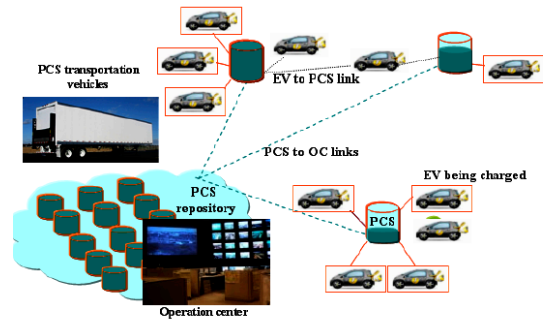 PCS transportation
vehicles
EV to PCS link
PCS to OC links
PCS
repository
EV being charged
PCS
Operation center